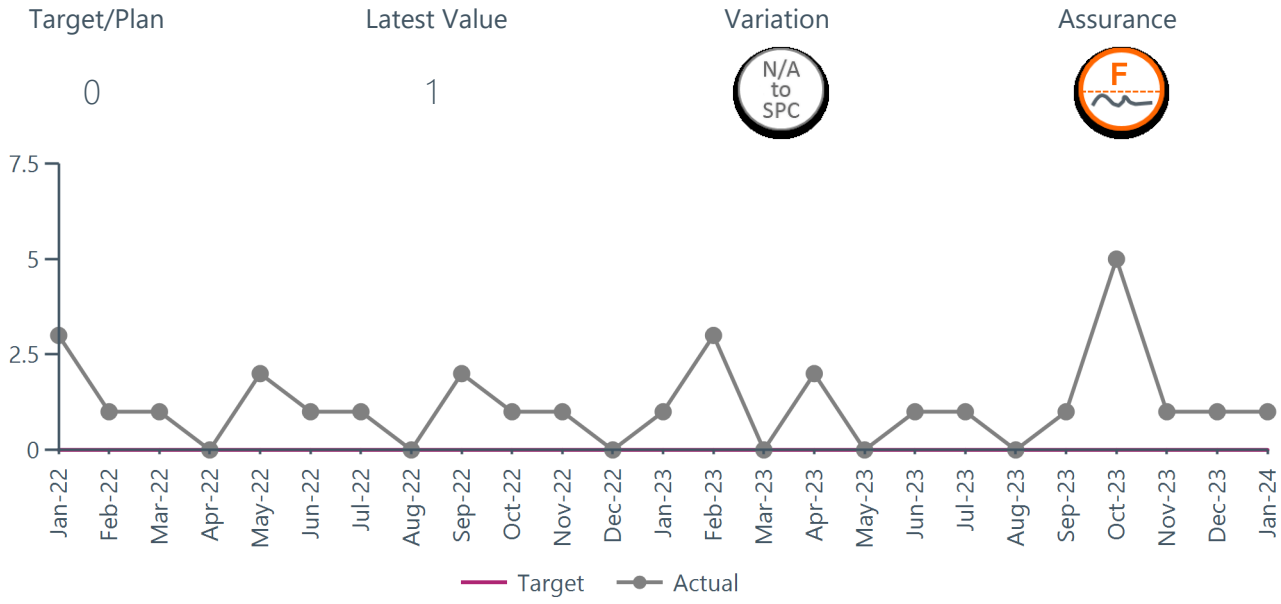 Target/Plan
Latest Value
Variation
Assurance
0
1
N/A
to
SPC
F
7.5
5
2.5
0
Jan-22
Feb-22
Mar-22
Apr-22
May-22
Jun-22
Jul-22
Aug-22
Sep-22
Oct-22
Nov-22
Dec-22
Jan-23
Feb-23
Mar-23
Apr-23
May-23
Jun-23
Jul-23
Aug-23
Sep-23
Oct-23
Nov-23
Dec-23
Jan-24
Target
Actual